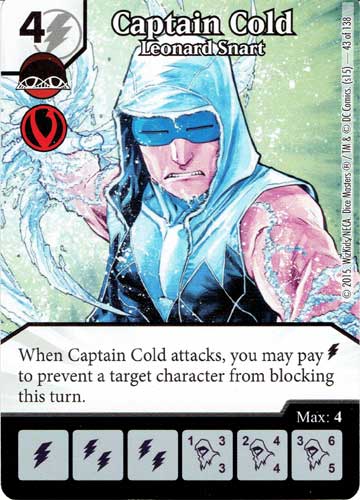 4
Captain Cold
Leonard Snart
© 2015 WizKids/NECA. Dice Masters ® / TM & © DC Comics (s15) — 43 of 138
When Captain Cold attacks, you may pay
to prevent a target character from blocking
this turn.
Max: 4
1 3 3
2 4 4
3 6 5